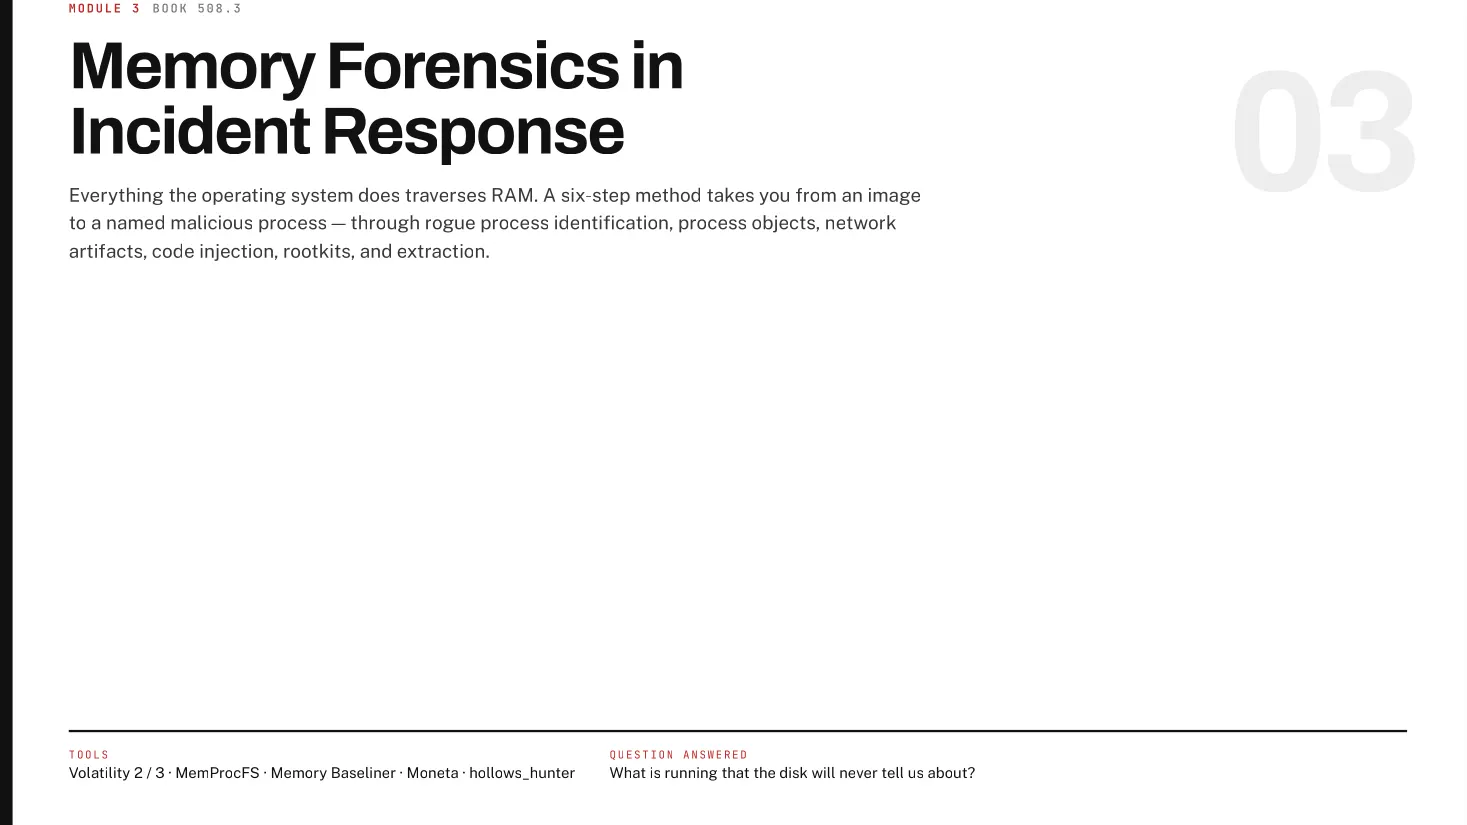 MODULE 3 BOOK 508.3
Memory Forensics in
Incident Response
03
Everything the operating system does traverses RAM. A six-step method takes you from an image
to a named malicious process — through rogue process identification, process objects, network
artifacts, code injection, rootkits, and extraction.
TOOLS
Volatility 2 / 3 · MemProcFS · Memory Baseliner · Moneta · hollows_hunter
QUESTION ANSWERED
What is running that the disk will never tell us about?